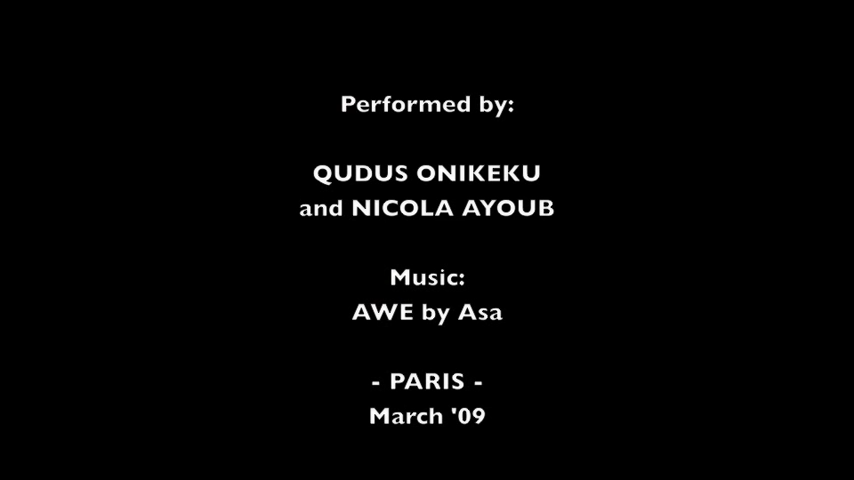 Performed by:
QUDUS ONIKEKU
and NICOLA AYOUB
Music:
AWE by Asa
- PARIS -
March '09